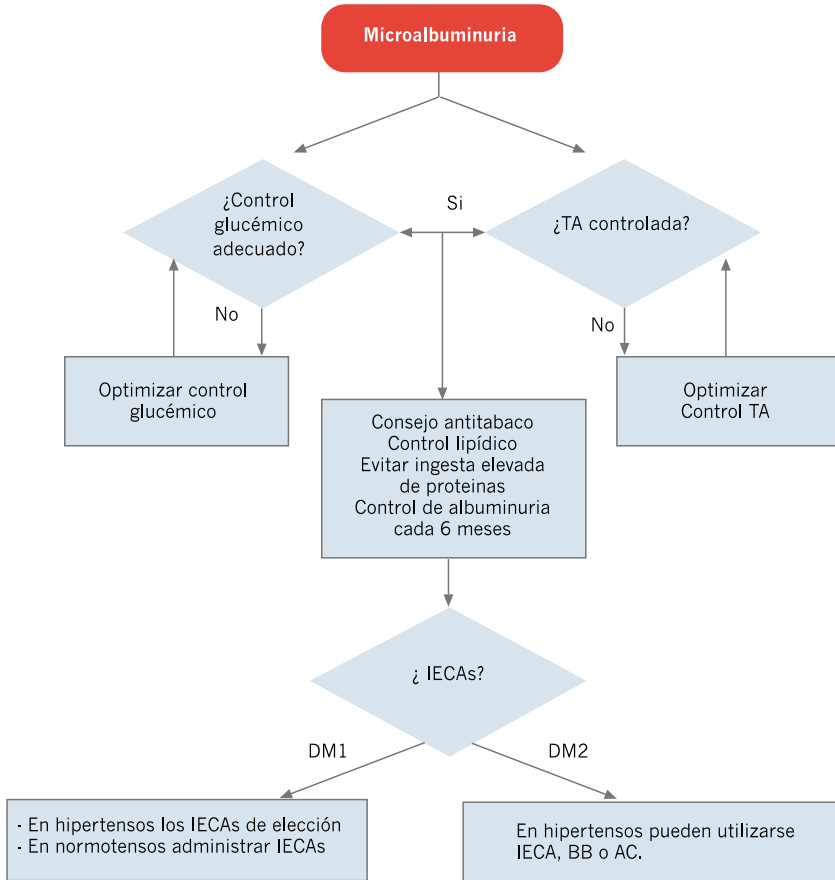 Microalbuminuria
¿Control
glucémico
adecuado?
Si
¿TA controlada?
No
No
Optimizar control
glucémico
Optimizar
Control TA
Consejo antitabaco
Control lipídico
Evitar ingesta elevada
de proteinas
Control de albuminuria
cada 6 meses
¿ IECAs?
DM1
DM2
- En hipertensos los IECAs de elección
- En normotensos administrar IECAs
En hipertensos pueden utilizarse
IECA, BB o AC.